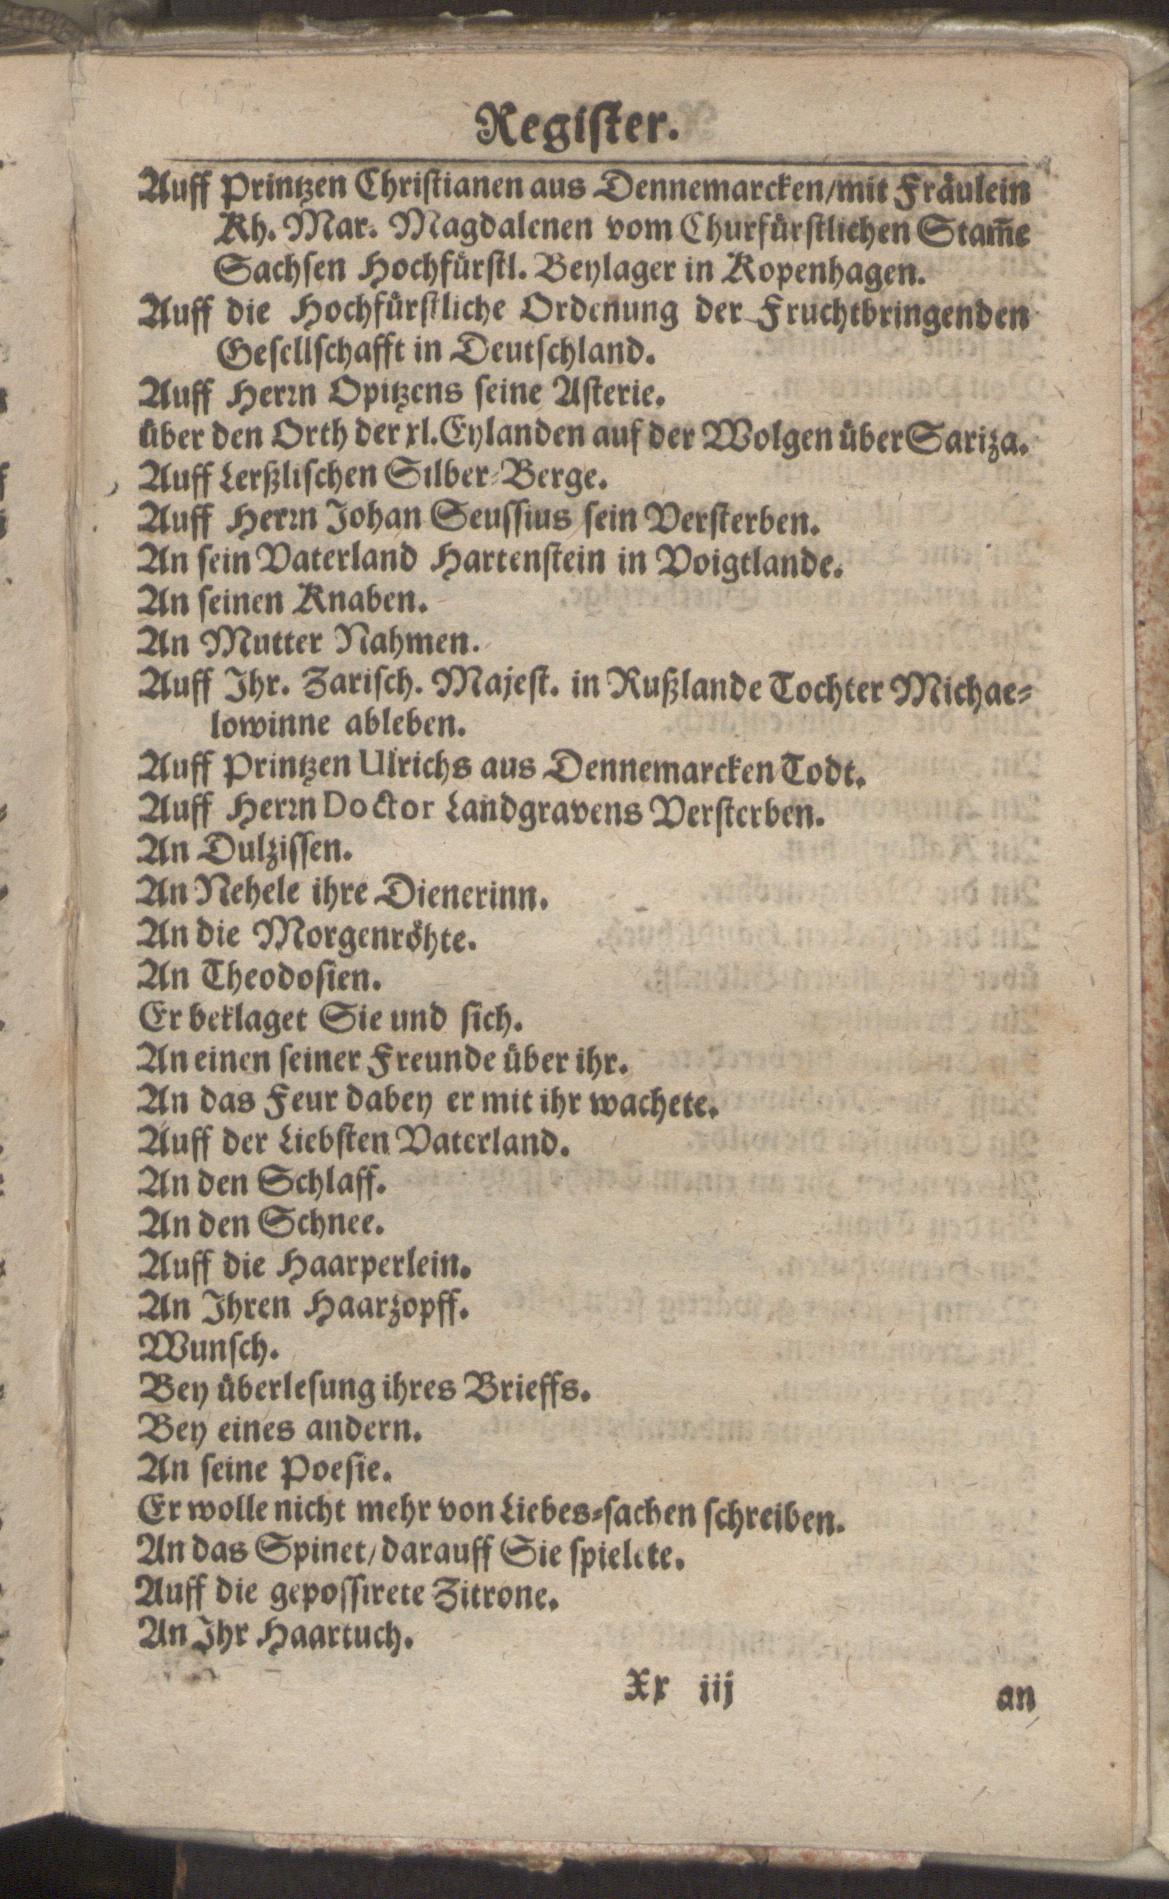 Register.
Auff Printzen Christianen aus Dennemarcken/mit Fräulein
Kh. Mar. Magdalenen vom Churfürstlichen Stam̃e
Sachsen Hochfürstl. Beylager in Kopenhagen.
Auff die Hochfürstliche Ordenung der Fruchtbringenden
Gesellschafft in Deutschland.
Auff Herꝛn Opitzens seine Asterie.
über den Orth der xl. Eylanden auf der Wolgen über Sariza.
Auff Lerßlischen Silber-Berge.
Auff Herꝛn Johan Seussius sein Versterben.
An sein Vaterland Hartenstein in Voigtlande.
An seinen Knaben.
An Mutter Nahmen.
Auff Ihr. Zarisch. Majest. in Rußlande Tochter Michae-
lowinne ableben.
Auff Printzen Ulrichs aus Dennemarcken Todt.
Auff Herꝛn Doctor Landgravens Versterben.
An Dulzissen.
An Nehele ihre Dienerinn.
An die Morgenröhte.
An Theodosien.
Er beklaget Sie und sich.
An einen seiner Freunde über ihr.
An das Feur dabey er mit ihr wachete.
Auff der Liebsten Vaterland.
An den Schlaff.
An den Schnee.
Auff die Haarperlein.
An Ihren Haarzopff.
Wunsch.
Bey überlesung ihres Brieffs.
Bey eines andern.
An seine Poesie.
Er wolle nicht mehr von Liebes-sachen schreiben.
An das Spinet/darauff Sie spielete.
Auff die gepossirete Zitrone.
An Ihr Haartuch.
Xx iij
an